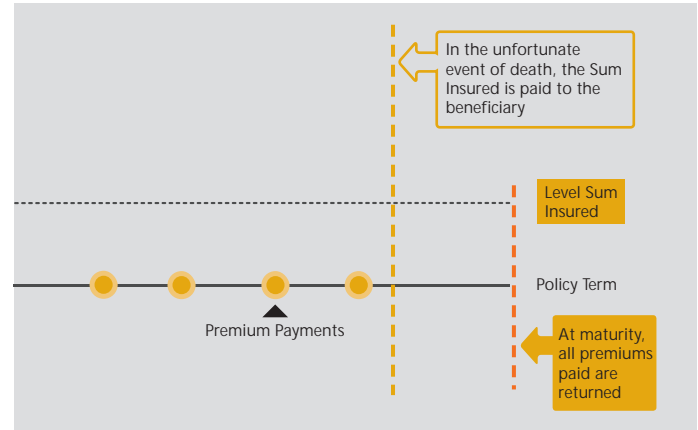 In the unfortunate
event of death, the Sum
Insured is paid to the
beneficiary
Level Sum
Insured
Policy Term
Premium Payments
At maturity,
all premiums
paid are
returned